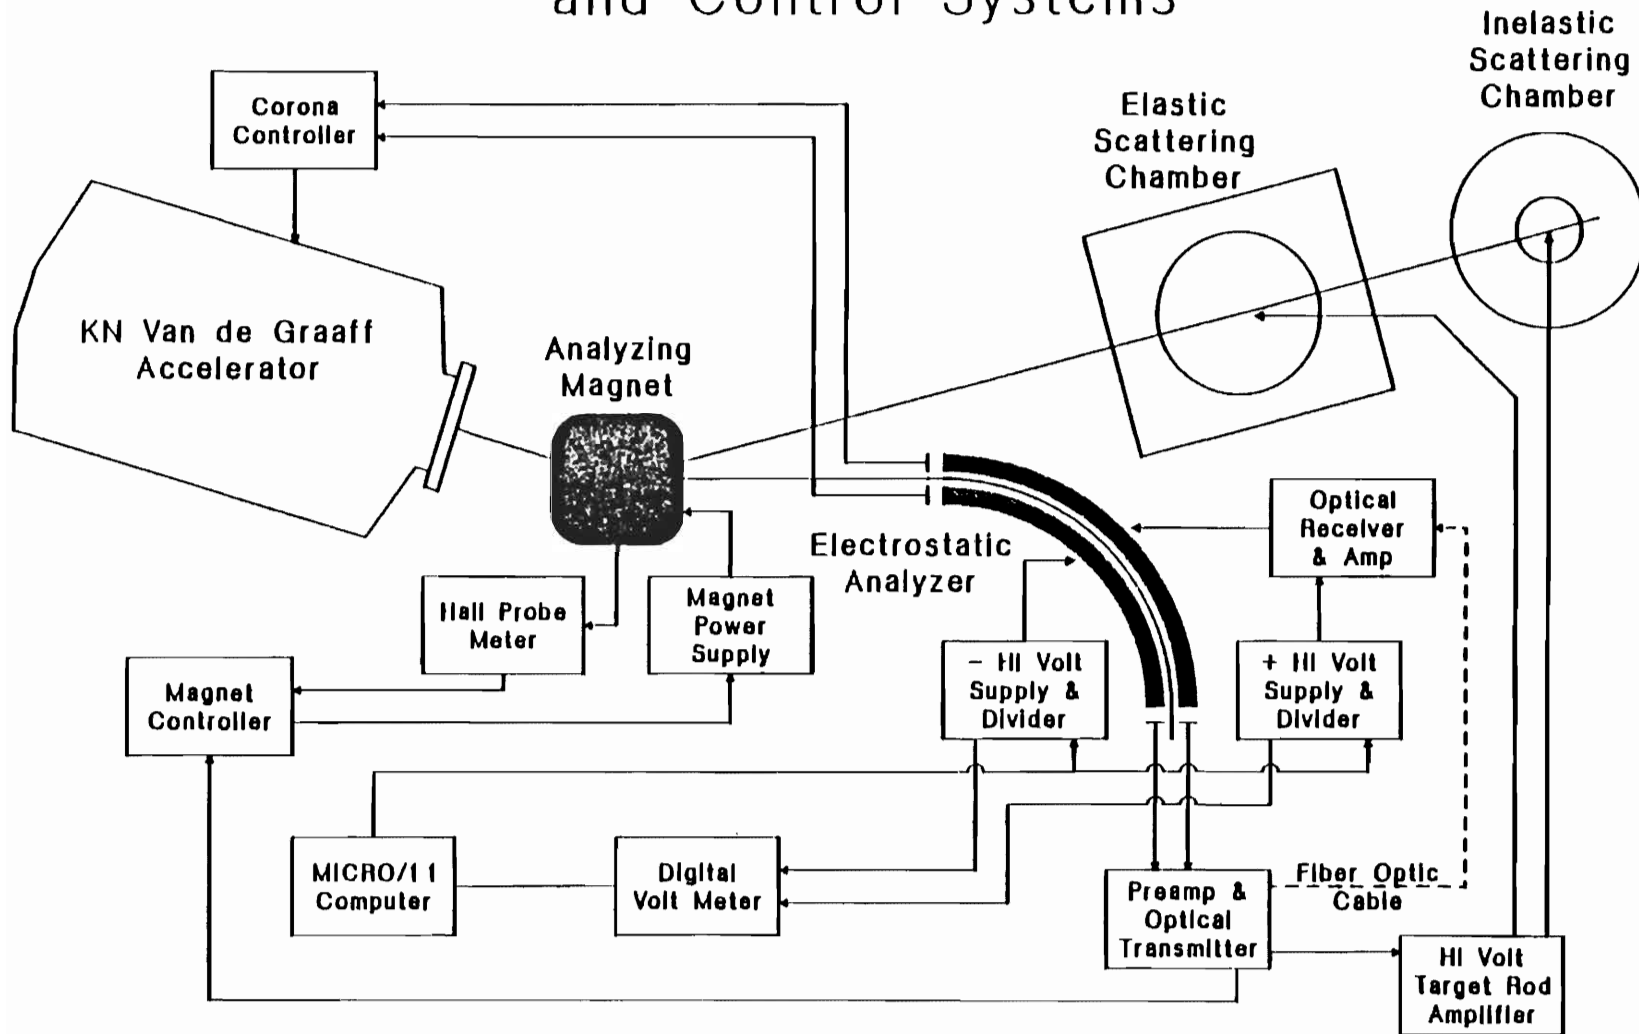 and Control Systems
Inelastic
Scattering
Chamber
Elastic
Scattering
Chamber
Corona
Controller
KN Van de Graaff
Accelerator
Analyzing
Magnet
Electrostatic
Analyzer
Optical
Receiver
& Amp
Hall Probe
Meter
Magnet
Power
Supply
- HI Volt
Supply &
Divider
+ HI Volt
Supply &
Divider
Magnet
Controller
MICRO/11
Computer
Digital
Volt Meter
Preamp &
Optical
Transmitter
Fiber Optic
Cable
HI Volt
Target Rod
Amplifier